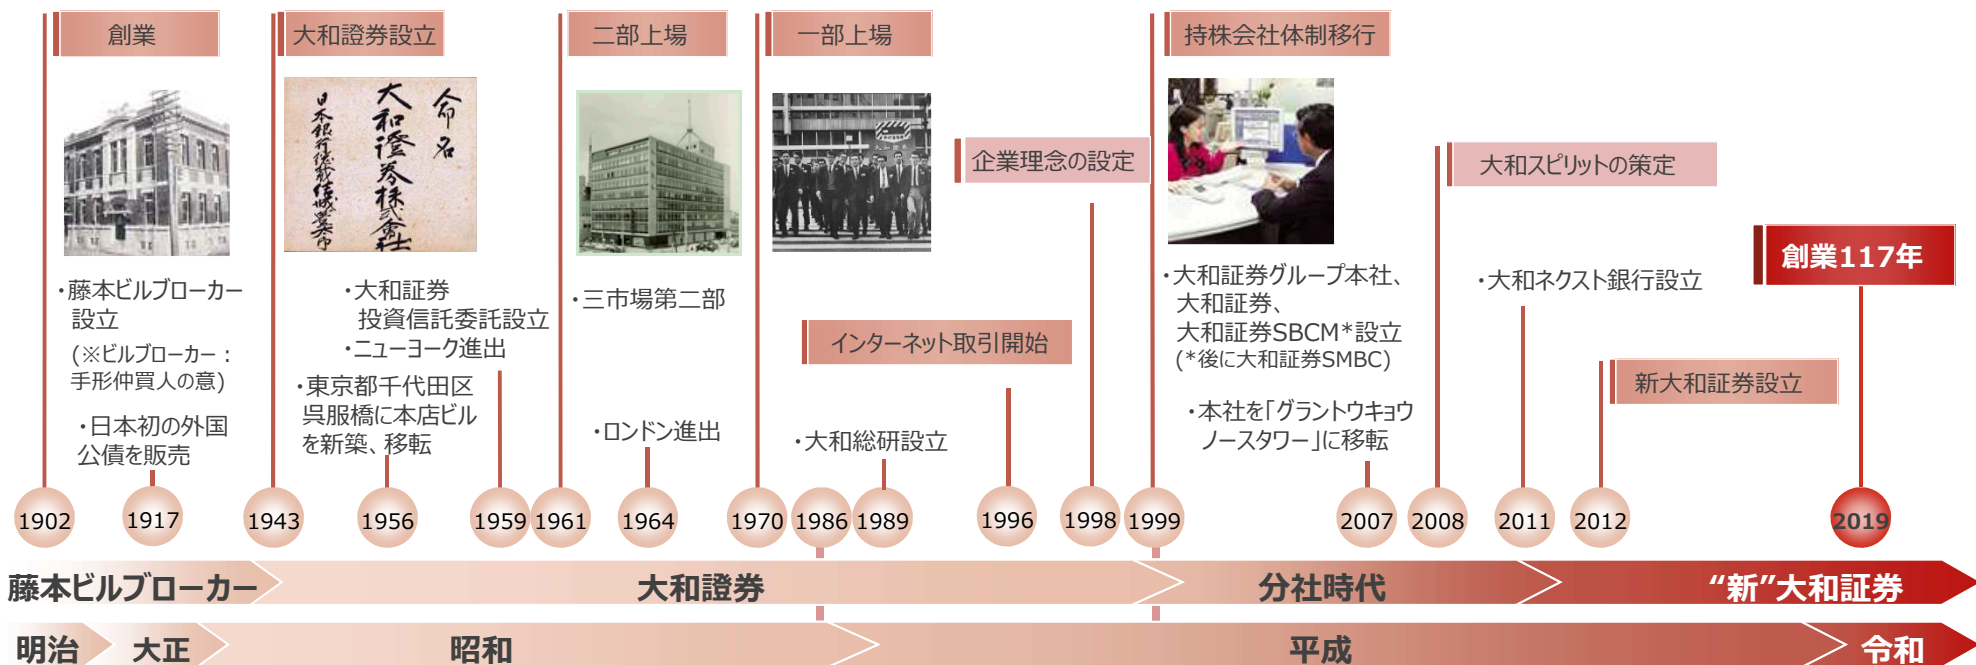 創業
大和證券設立
二部上場
一部上場
持株会社体制移行
命名
大和證券株式會社
企業理念の設定
大和スピリットの策定
創業117年
・藤本ビルブローカー
設立
(※ビルブローカー：
手形仲買人の意)
・日本初の外国
公債を販売
・大和証券
投資信託委託設立
・ニューヨーク進出
・東京都千代田区
呉服橋に本店ビル
を新築、移転
・三市場第二部
・ロンドン進出
インターネット取引開始
・大和総研設立
・大和証券グループ本社、
大和証券、
大和証券SBCM*設立
(*後に大和証券SMBC)
・本社を「グラントウキョウ
ノースタワー」に移転
・大和ネクスト銀行設立
新大和証券設立
1902
1917
1943
1956
1959
1961
1964
1970
1986
1989
1996
1998
1999
2007
2008
2011
2012
2019
藤本ビルブローカー
大和證券
分社時代
“新”大和証券
明治
大正
昭和
平成
令和